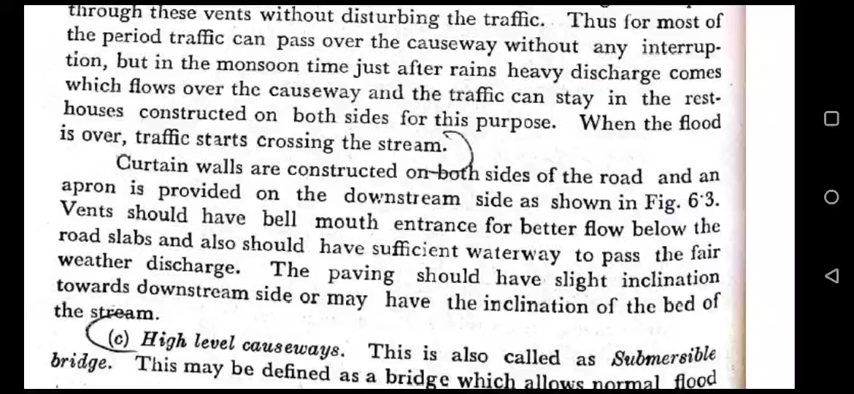 through these vents without disturbing the traffic. Thus for most of
the period traffic can pass over the causeway without any interrup-
tion, but in the monsoon time just after rains heavy discharge comes
which flows over the causeway and the traffic can stay in the rest-
houses constructed on both sides for this purpose. When the flood
is over, traffic starts crossing the stream.
Curtain walls are constructed on both sides of the road and an
apron is provided on the downstream side as shown in Fig. 6·3.
Vents should have bell mouth entrance for better flow below the
road slabs and also should have sufficient waterway to pass the fair
weather discharge. The paving should have slight inclination
towards downstream side or may have the inclination of the bed of
the stream.
(c) High level causeways. This is also called as Submersible
bridge. This may be defined as a bridge which allows normal flood